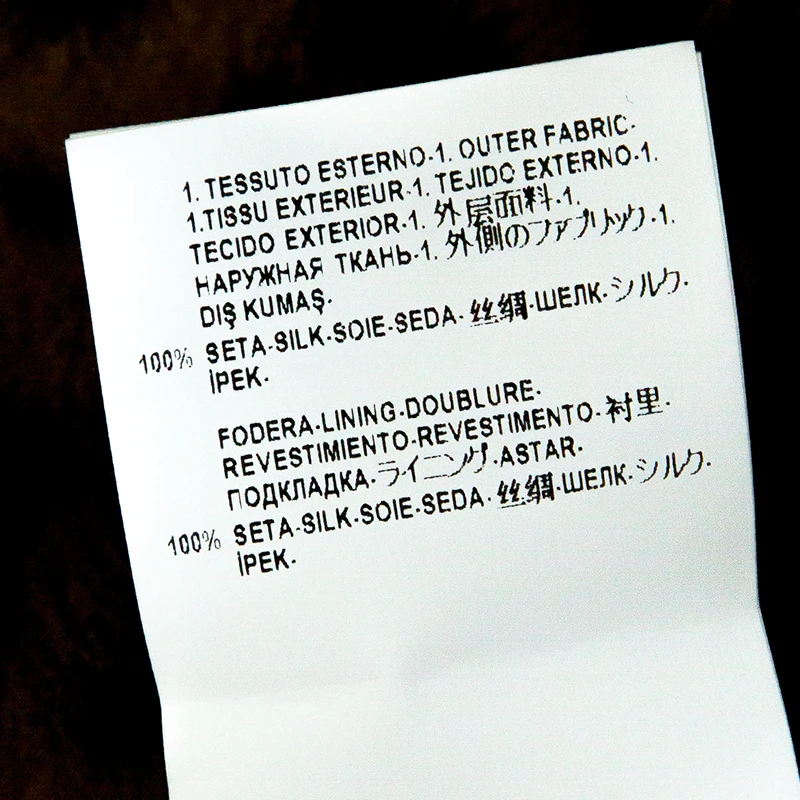 1. TESSUTO ESTERNO-1. OUTER FABRIC-
1.TISSU EXTERIEUR-1. TEJIDO EXTERNO-1.
TECIDO EXTERIOR-1. 外层面料-1.
НАРУЖНАЯ ТКАНЬ-1. 外側のファブリック-1.
DIŞ KUMAŞ-
100% SETA-SILK-SOIE-SEDA- 丝绸-ШЕЛК-シルク-
İPEK-
FODERA-LINING-DOUBLURE-
REVESTIMIENTO-REVESTIMENTO- 衬里-
ПОДКЛАДКА-ライニング-ASTAR-
100% SETA-SILK-SOIE-SEDA- 丝绸-ШЕЛК-シルク-
İPEK-